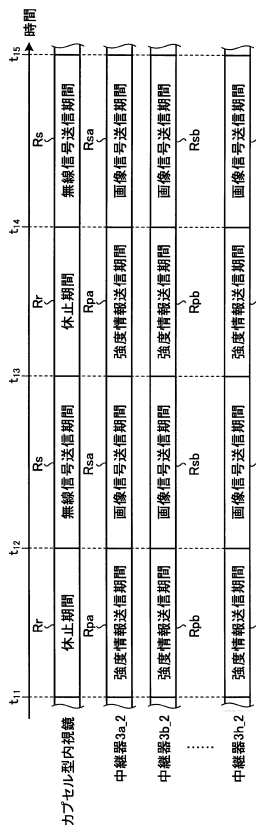 t11 t12 t13 t14 t15 時間
Rr Rs Rr Rs
カプセル型内視鏡 休止期間 無線信号送信期間 休止期間 無線信号送信期間
Rpa Rsa Rpa Rsa
中継器3a_2 強度情報送信期間 画像信号送信期間 強度情報送信期間 画像信号送信期間
中継器3b_2 強度情報送信期間 画像信号送信期間 強度情報送信期間 画像信号送信期間
Rpb Rsb Rpb Rsb
……
中継器3h_2 強度情報送信期間 画像信号送信期間 強度情報送信期間 画像信号送信期間